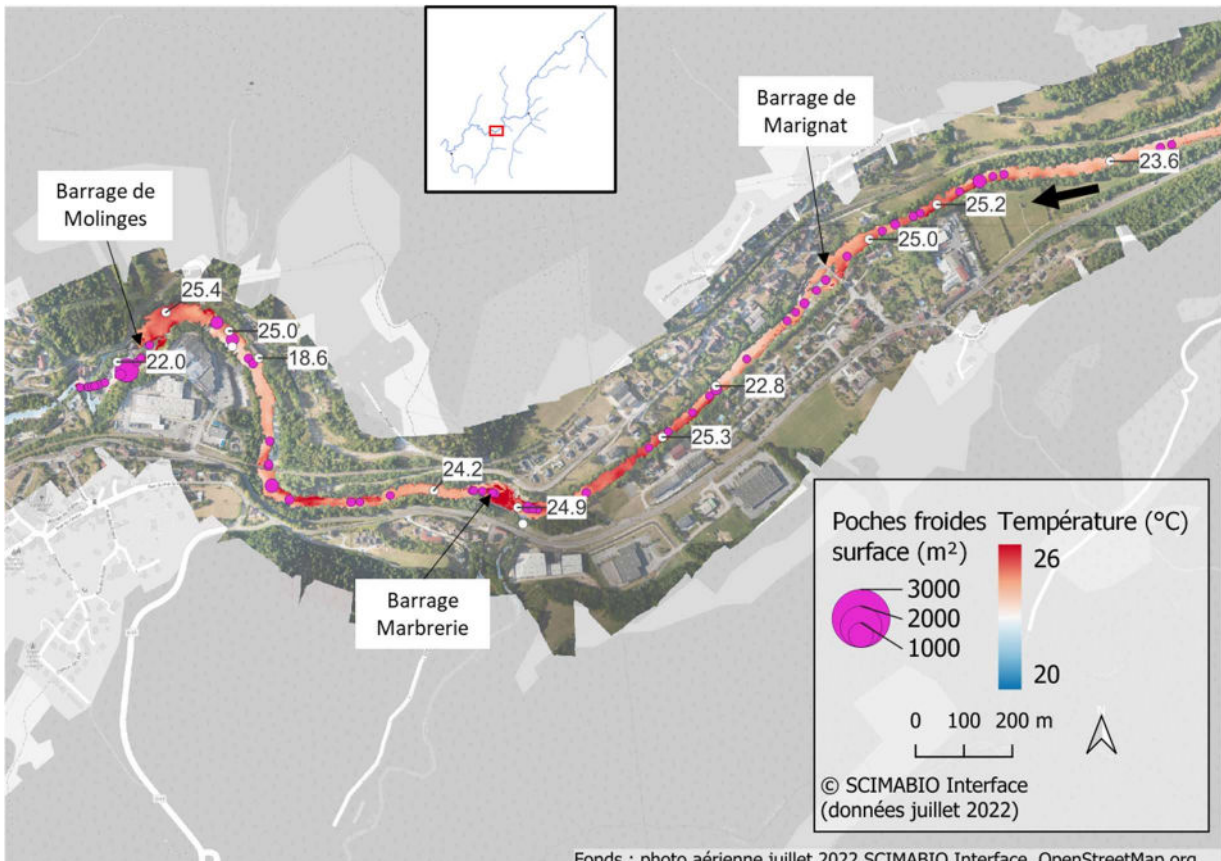 Barrage de
Marignat
23.6
25.2
25.0
Barrage de
Molinges
25.4
25.0
18.6
22.0
22.8
25.3
24.2
24.9
Barrage
Marbrerie
Poches froides
surface (m²)
3000
2000
1000
Température (°C)
26
20
0 100 200 m
N
© SCIMABIO Interface
(données juillet 2022)
Fonds : photo aérienne juillet 2022 SCIMABIO Interface, OpenStreetMap.org